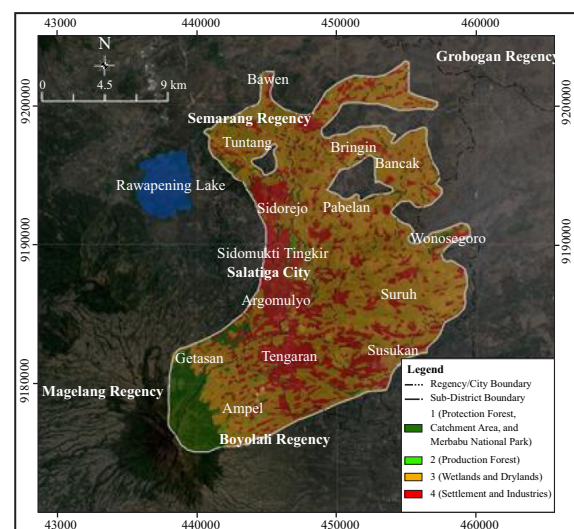 43000
440000
450000
460000
N
0
4.5
9 km
Grobogan Regency
Bawen
9200000
9200000
Semarang Regency
Tuntang
Bringin
Bancak
Rawapening Lake
Sidorejo
Pabelan
Wonosegoro
9190000
9190000
Sidomukti Tingkir
Salatiga City
Argomulyo
Suruh
Getasan
Tengaran
Susukan
Magelang Regency
9180000
Ampel
Boyolali Regency
Legend
Regency/City Boundary
Sub-District Boundary
1 (Protection Forest,
Catchment Area, and
Merbabu National Park)
2 (Production Forest)
3 (Wetlands and Drylands)
4 (Settlement and Industries)
43000
440000
450000
460000